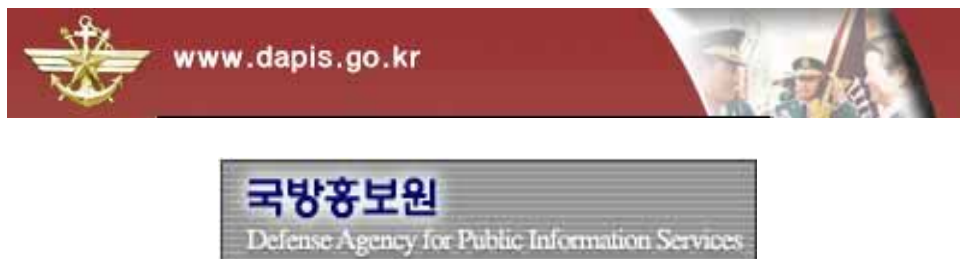 www.dapis.go.kr
국방홍보원
Defense Agency for Public Information Services